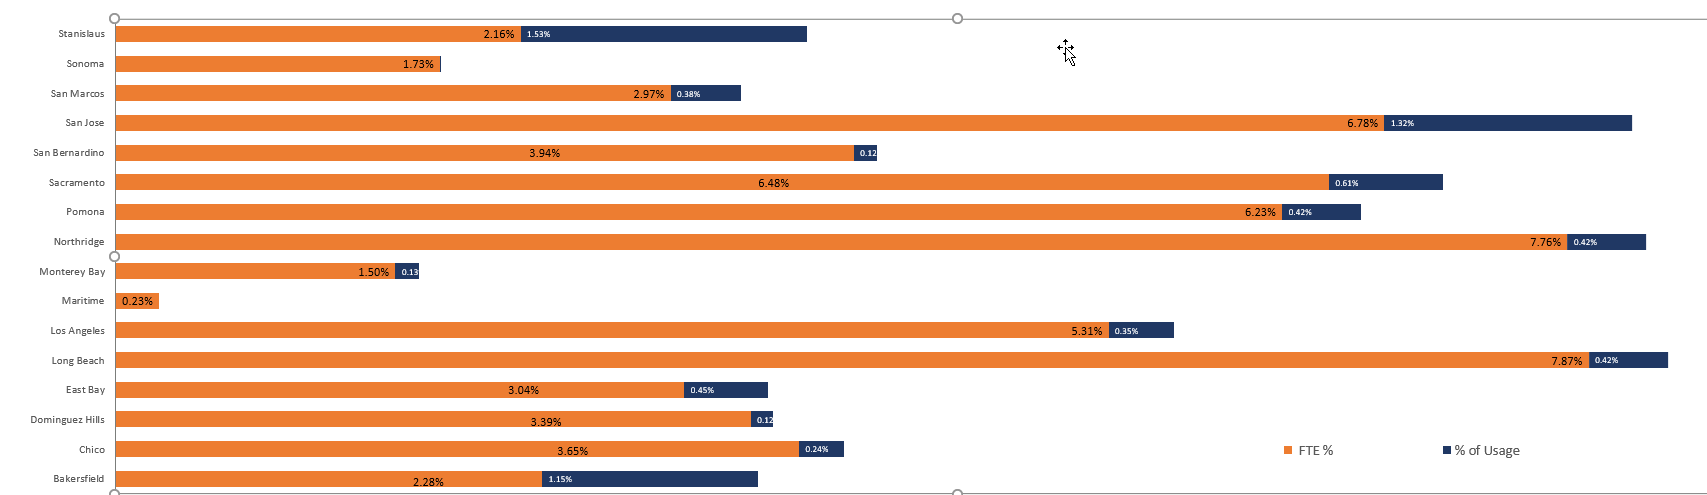 Stanislaus 2.16% 1.53%
Sonoma 1.73%
San Marcos 2.97% 0.38%
San Jose 6.78% 1.32%
San Bernardino 3.94% 0.12
Sacramento 6.48% 0.61%
Pomona 6.23% 0.42%
Northridge 7.76% 0.42%
Monterey Bay 1.50% 0.13
Maritime 0.23%
Los Angeles 5.31% 0.35%
Long Beach 7.87% 0.42%
East Bay 3.04% 0.45%
Dominguez Hills 3.39% 0.12
Chico 3.65% 0.24%
FTE % % of Usage
Bakersfield 2.28% 1.15%